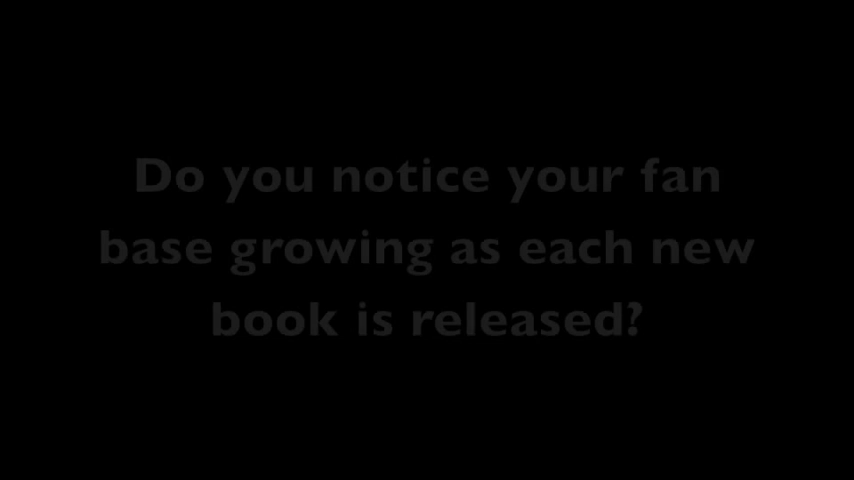 Do you notice your fan
base growing as each new
book is released?